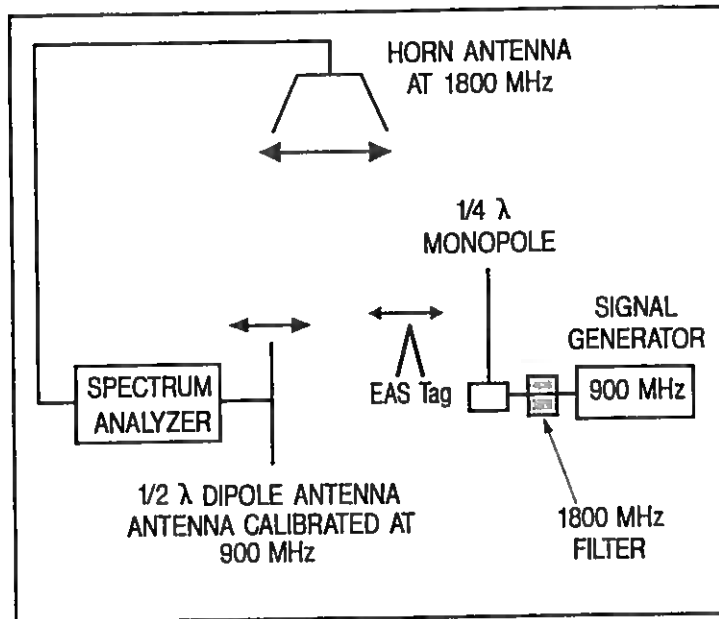 HORN ANTENNA
AT 1800 MHz
1/4 λ
MONOPOLE
SIGNAL
GENERATOR
900 MHz
EAS Tag
SPECTRUM
ANALYZER
1/2 λ DIPOLE ANTENNA
ANTENNA CALIBRATED AT
900 MHz
1800 MHz
FILTER